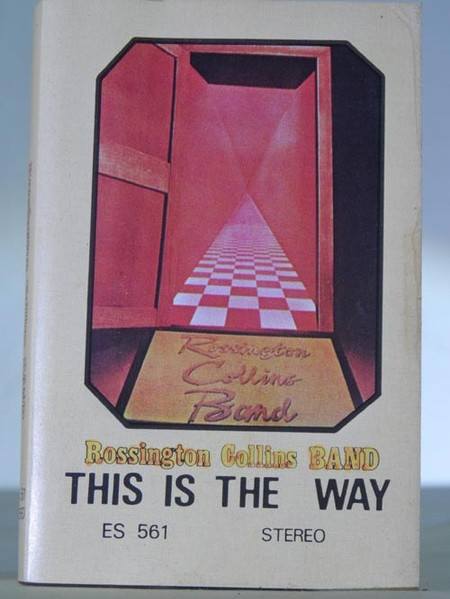 Rossington
Collins
Band
Rossington Collins BAND
THIS IS THE WAY
ES 561 STEREO